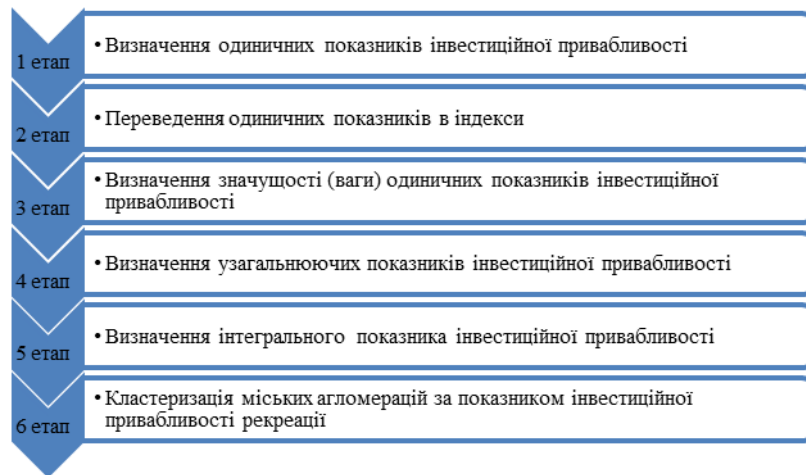 • Визначення одиничних показників інвестиційної привабливості
1 етап
• Переведення одиничних показників в індекси
2 етап
• Визначення значущості (ваги) одиничних показників інвестиційної
привабливості
3 етап
• Визначення узагальнюючих показників інвестиційної привабливості
4 етап
• Визначення інтегрального показника інвестиційної привабливості
5 етап
• Кластеризація міських агломерацій за показником інвестиційної
привабливості рекреації
6 етап